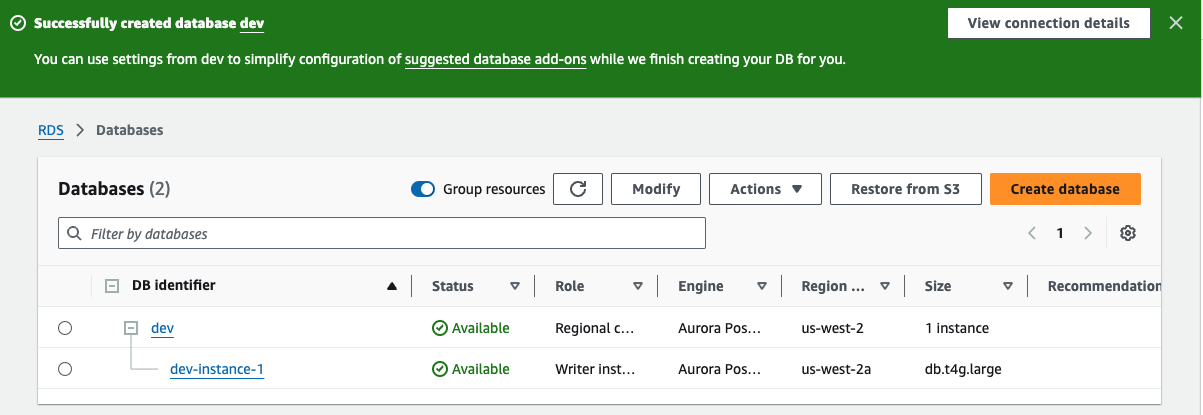 Successfully created database dev
View connection details
You can use settings from dev to simplify configuration of suggested database add-ons while we finish creating your DB for you.
RDS > Databases
Databases (2)
Group resources
Modify
Actions
Restore from S3
Create database
Filter by databases
1
DB identifier Status Role Engine Region ... Size Recommendation
dev Available Regional c... Aurora Pos... us-west-2 1 instance
dev-instance-1 Available Writer inst... Aurora Pos... us-west-2a db.t4g.large